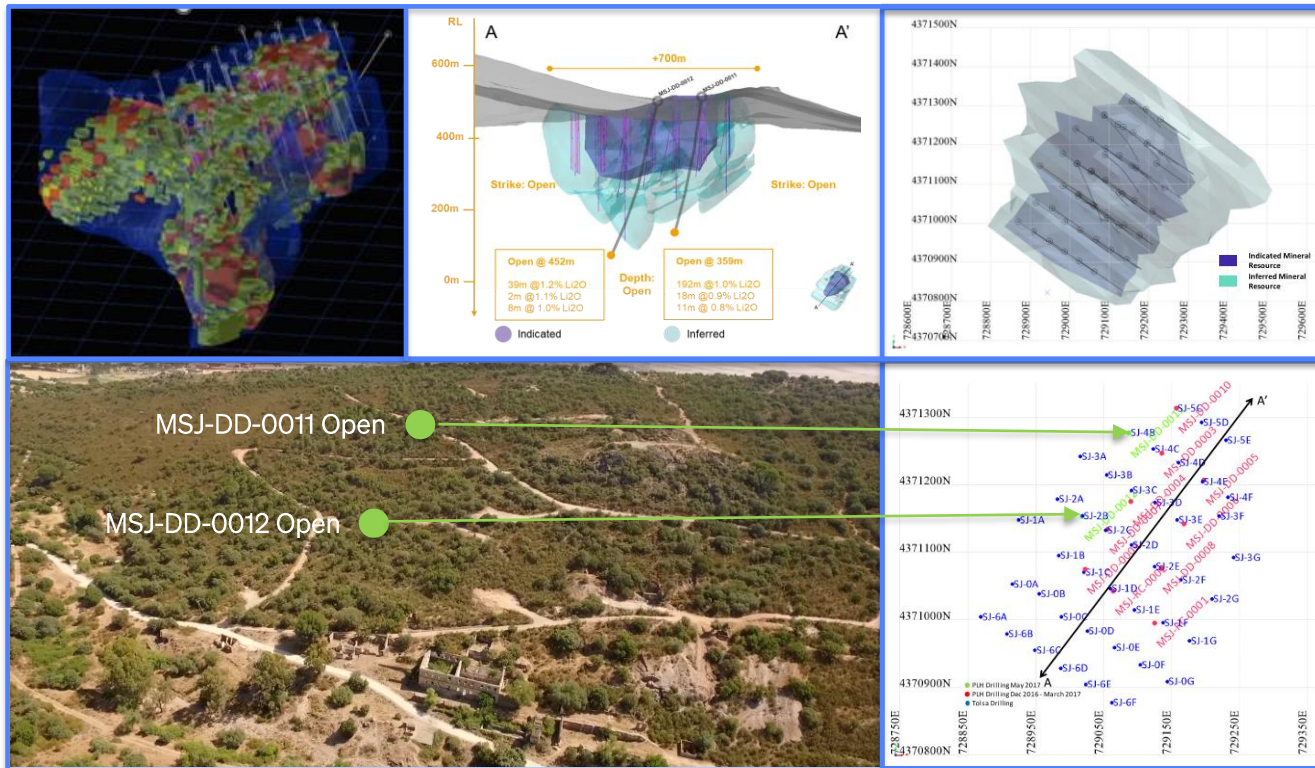 RL
A
A'
+700m
600m
MSJ-DD-0012
MSJ-DD-0011
400m
Strike: Open
Strike: Open
200m
0m
Open @ 452m
39m @1.2% Li2O
2m @1.1% Li2O
8m @ 1.0% Li2O
Depth:
Open
Open @ 359m
192m @1.0% Li2O
18m @0.9% Li2O
11m @ 0.8% Li2O
Indicated
Inferred
4371500N
4371400N
4371300N
4371200N
4371100N
4371000N
4370900N
4370800N
4370700N
Indicated Mineral
Resource
Inferred Mineral
Resource
728600E
728700E
728800E
728900E
729000E
729100E
729200E
729300E
729400E
729500E
729600E
MSJ-DD-0011 Open
MSJ-DD-0012 Open
4371300N
4371200N
4371100N
4371000N
4370900N
4370800N
A'
SJ-5C
MSJ-DD-0010
SJ-5D
SJ-4B
SJ-5E
SJ-4C
MSJ-DD-0003
SJ-3A
SJ-4D
SJ-3B
SJ-4E
MSJ-DD-0005
SJ-3C
SJ-4F
SJ-2A
SJ-3D
SJ-2B
SJ-3E
SJ-3F
SJ-1A
SJ-2C
SJ-2D
MSJ-DD-0008
SJ-1B
SJ-3G
SJ-1C
SJ-2E
SJ-2F
SJ-0A
SJ-0B
SJ-1D
SJ-2G
SJ-1E
SJ-6A
SJ-0C
SJ-1F
SJ-6B
SJ-0D
SJ-1G
SJ-6C
SJ-0E
SJ-6D
SJ-0F
A
SJ-6E
SJ-0G
SJ-6F
PLH Drilling May 2017
PLH Drilling Dec 2016 - March 2017
Tolsa Drilling
728750E
728850E
728950E
729050E
729150E
729250E
729350E